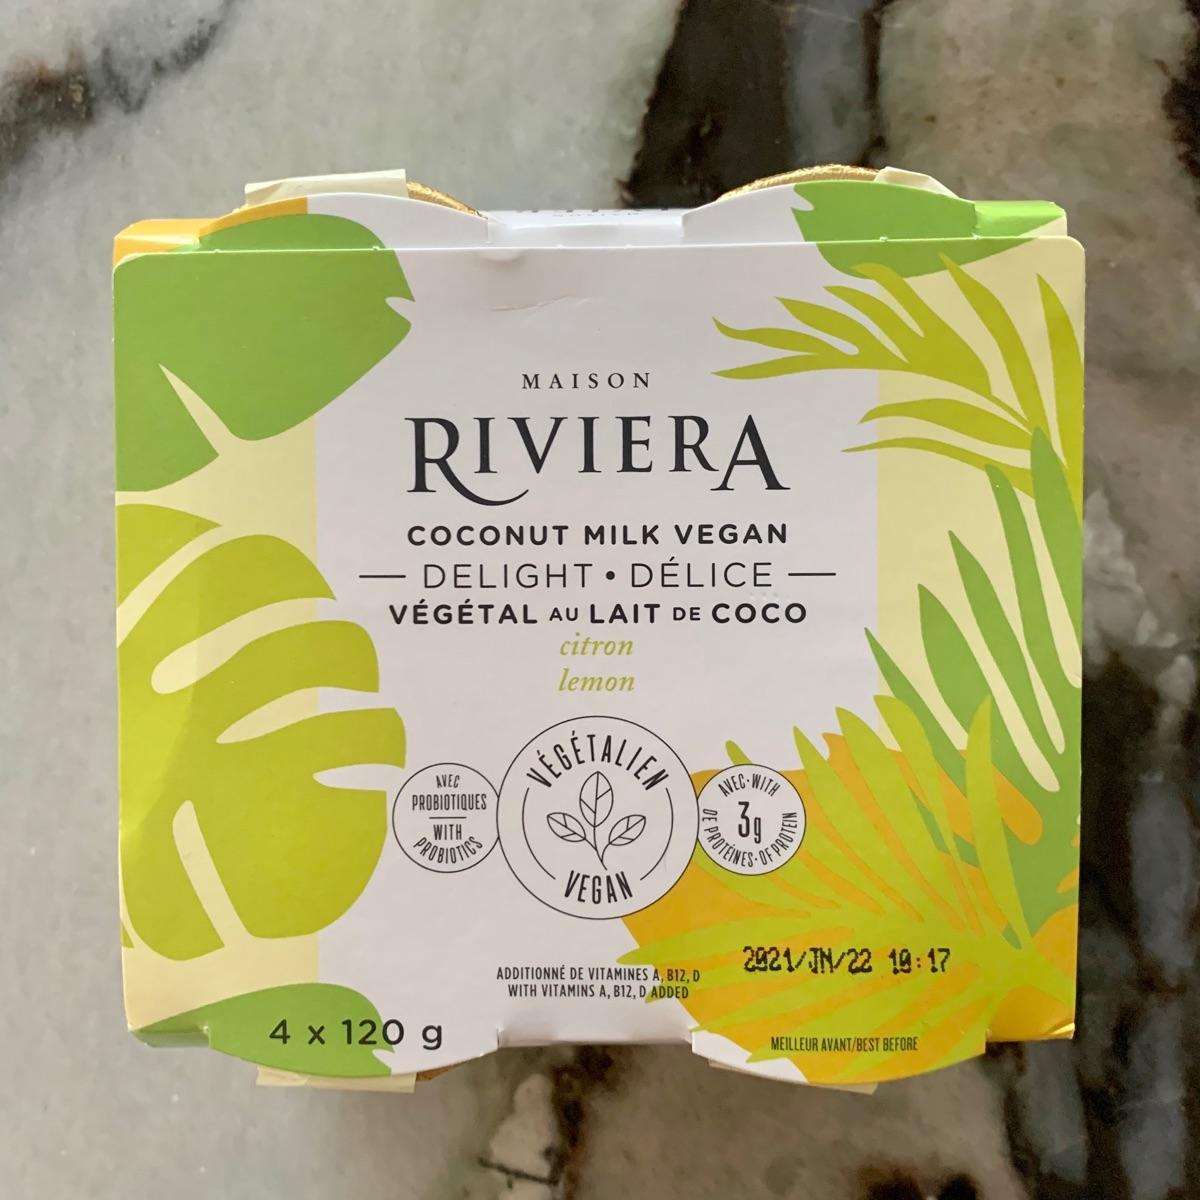 MAISON
RIVIERA
COCONUT MILK VEGAN
DELIGHT • DÉLICE
VÉGÉTAL AU LAIT DE COCO
citron
lemon
AVEC
PROBIOTIQUES
WITH
PROBIOTICS
VÉGÉTALIEN
VEGAN
AVEC•WITH
3g
DE PROTÉINES•OF PROTEIN
ADDITIONNÉ DE VITAMINES A, B12, D
WITH VITAMINS A, B12, D ADDED
2021/JN/22 10:17
4 x 120 g
MEILLEUR AVANT/BEST BEFORE